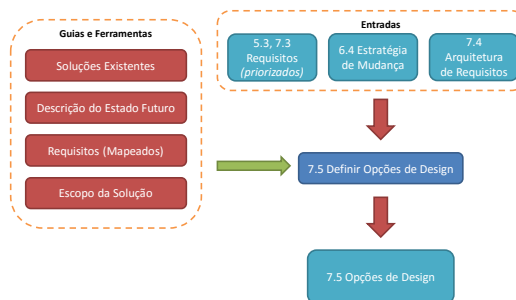 Guias e Ferramentas
Soluções Existentes
Descrição do Estado Futuro
Requisitos (Mapeados)
Escopo da Solução
Entradas
5.3, 7.3
Requisitos
(priorizados)
6.4 Estratégia
de Mudança
7.4
Arquitetura
de Requisitos
7.5 Definir Opções de Design
7.5 Opções de Design